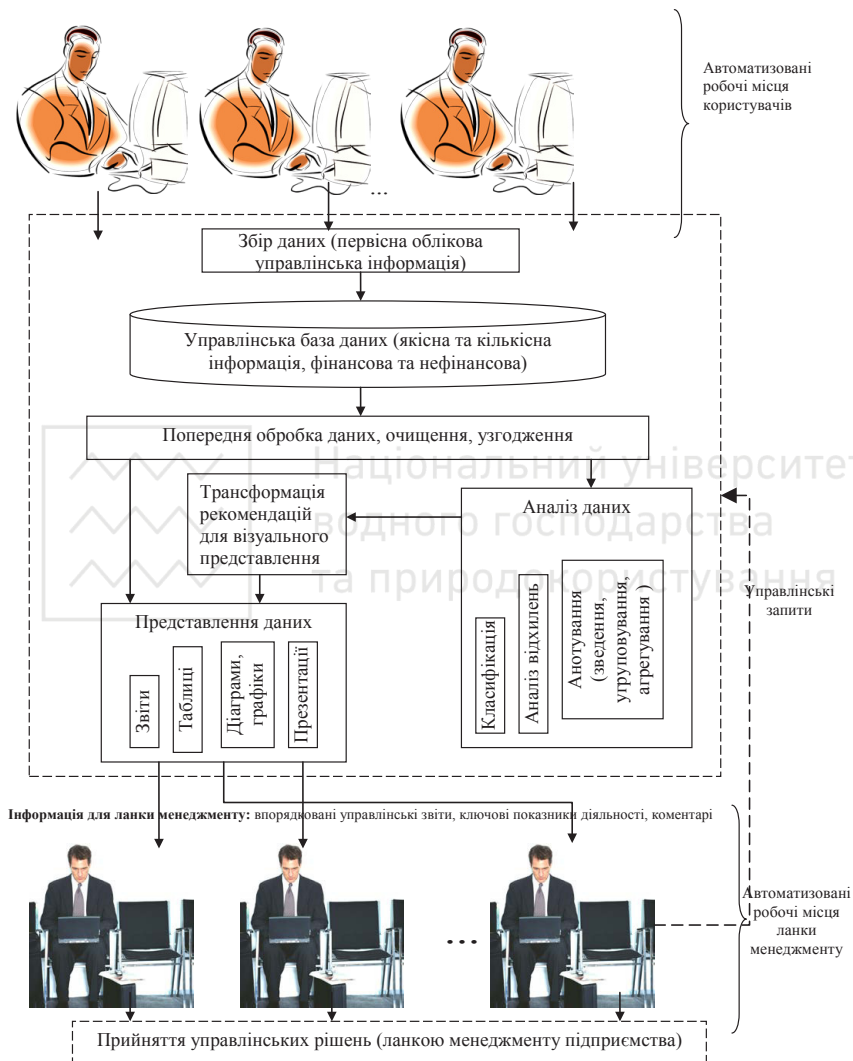 Автоматизовані
робочі місця
користувачів
...
Збір даних (первісна облікова
управлінська інформація)
Управлінська база даних (якісна та кількісна
інформація, фінансова та нефінансова)
Попередня обробка даних, очищення, узгодження
Національний університе
водного господарства
та природокористування
Трансформація
рекомендацій
для візуального
представлення
Аналіз даних
Класифікація
Аналіз відхилень
Анотування
(зведення,
угруповування,
агрегування )
Управлінські
запити
Представлення даних
Звіти
Таблиці
Діаграми,
графіки
Презентації
Інформація для ланки менеджменту: впорядковані управлінські звіти, ключові показники діяльності, коментарі
...
Автоматизовані
робочі місця
ланки
менеджменту
Прийняття управлінських рішень (ланкою менеджменту підприємства)